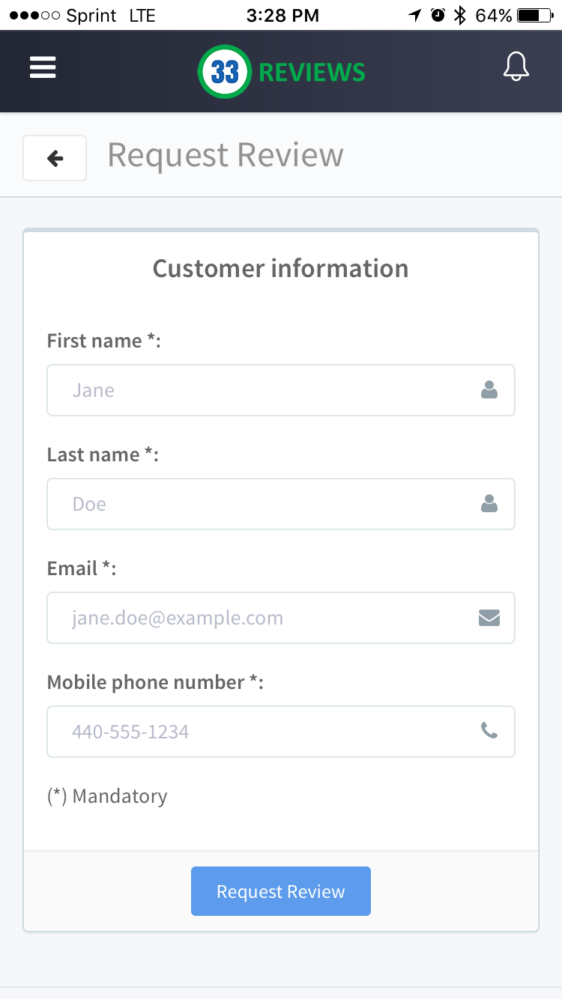 Sprint LTE 3:28 PM 64%
33 REVIEWS
Request Review
Customer information
First name *:
Jane
Last name *:
Doe
Email *:
jane.doe@example.com
Mobile phone number *:
440-555-1234
(*) Mandatory
Request Review